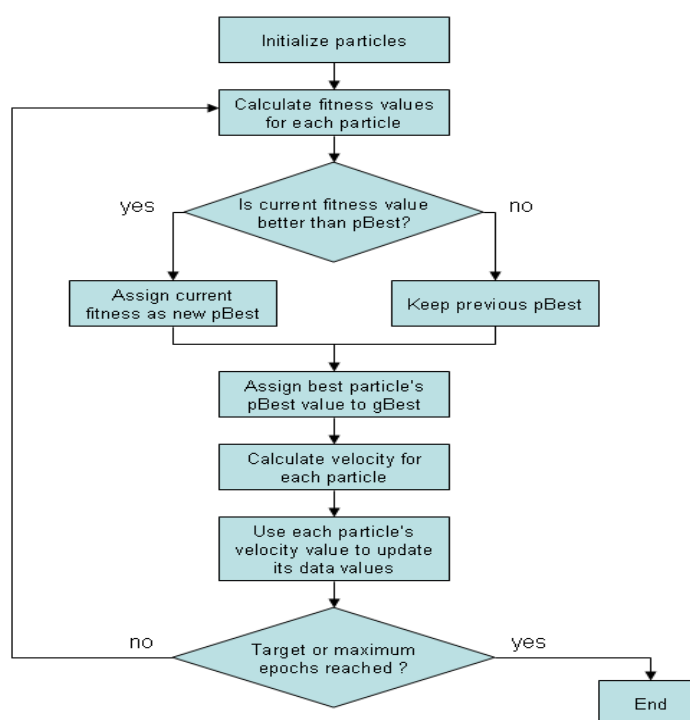 Initialize particles
Calculate fitness values
for each particle
Is current fitness value
better than pBest?
yes
no
Assign current
fitness as new pBest
Keep previous pBest
Assign best particle's
pBest value to gBest
Calculate velocity for
each particle
Use each particle's
velocity value to update
its data values
Target or maximum
epochs reached ?
no
yes
End